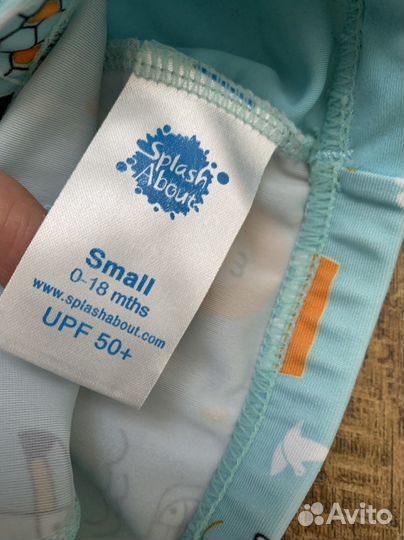 Splash
About
Small
0-18 mths
www.splashabout.com
UPF 50+
Avito